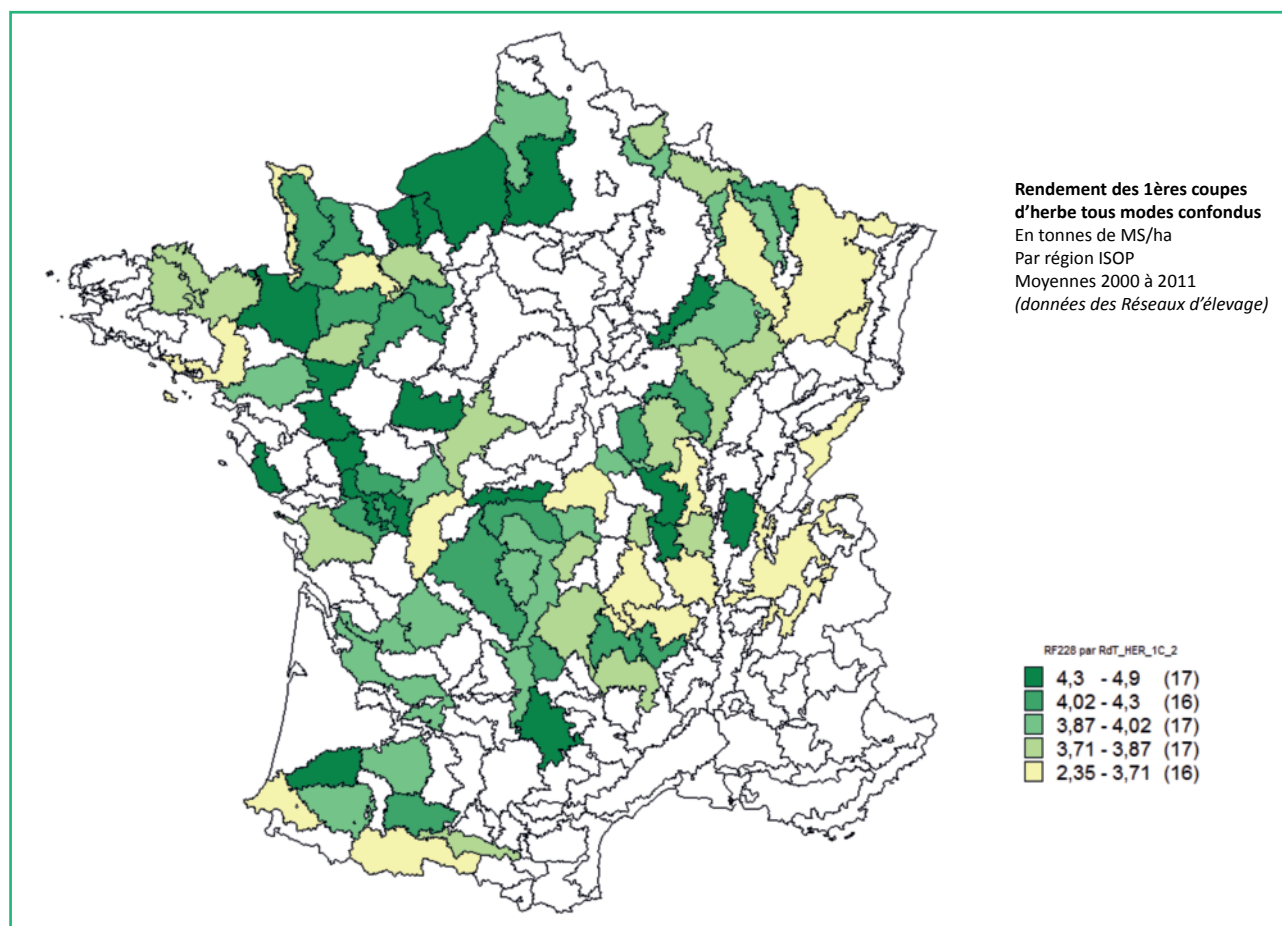 Rendement des 1ères coupes
d’herbe tous modes confondus
En tonnes de MS/ha
Par région ISOP
Moyennes 2000 à 2011
(données des Réseaux d’élevage)
RF228 par RdT_HER_1C_2
4,3 - 4,9 (17)
4,02 - 4,3 (16)
3,87 - 4,02 (17)
3,71 - 3,87 (17)
2,35 - 3,71 (16)